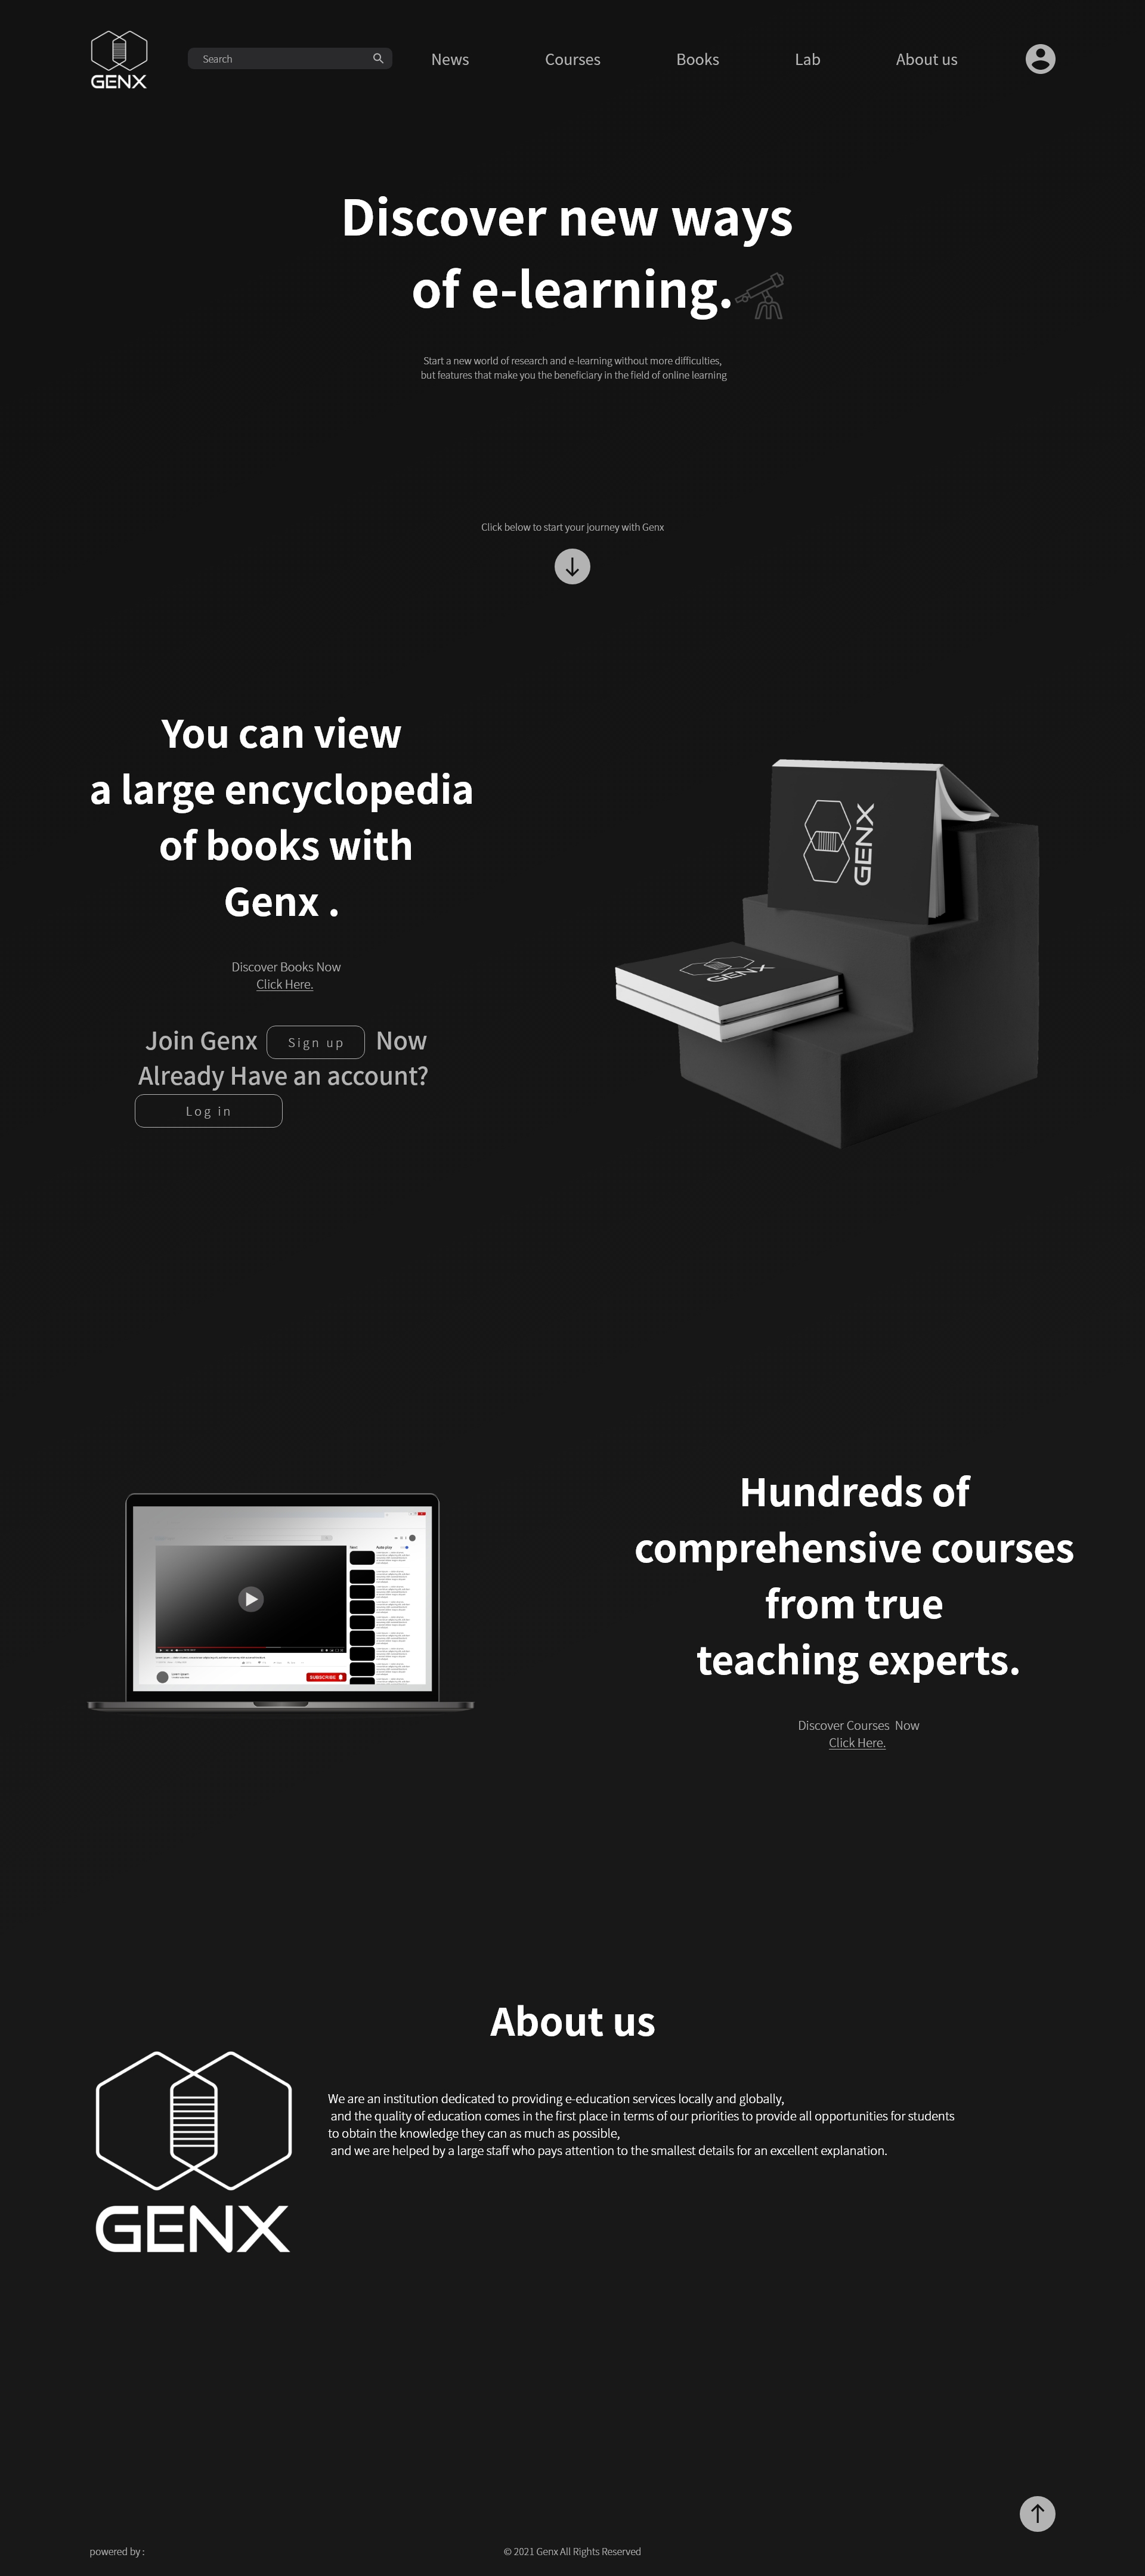 GENX
Search
News
Courses
Books
Lab
About us
Discover new ways
of e-learning.
Start a new world of research and e-learning without more difficulties,
but features that make you the beneficiary in the field of online learning
Click below to start your journey with Genx
You can view
a large encyclopedia
of books with
Genx .
Discover Books Now
Click Here.
Join Genx Sign up Now
Already Have an account?
Log in
GENX
GENX
SUBSCRIBE
Hundreds of
comprehensive courses
from true
teaching experts.
Discover Courses Now
Click Here.
About us
We are an institution dedicated to providing e-education services locally and globally,
and the quality of education comes in the first place in terms of our priorities to provide all opportunities for students
to obtain the knowledge they can as much as possible,
and we are helped by a large staff who pays attention to the smallest details for an excellent explanation.
GENX
powered by :
© 2021 Genx All Rights Reserved